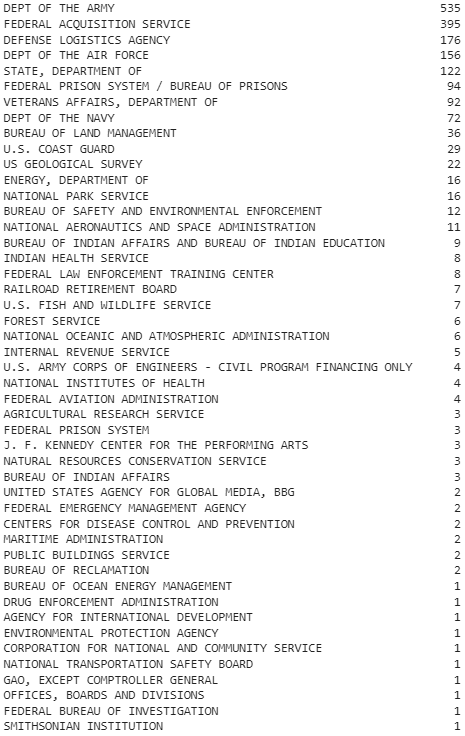 DEPT OF THE ARMY 535
FEDERAL ACQUISITION SERVICE 395
DEFENSE LOGISTICS AGENCY 176
DEPT OF THE AIR FORCE 156
STATE, DEPARTMENT OF 122
FEDERAL PRISON SYSTEM / BUREAU OF PRISONS 94
VETERANS AFFAIRS, DEPARTMENT OF 92
DEPT OF THE NAVY 72
BUREAU OF LAND MANAGEMENT 36
U.S. COAST GUARD 29
US GEOLOGICAL SURVEY 22
ENERGY, DEPARTMENT OF 16
NATIONAL PARK SERVICE 16
BUREAU OF SAFETY AND ENVIRONMENTAL ENFORCEMENT 12
NATIONAL AERONAUTICS AND SPACE ADMINISTRATION 11
BUREAU OF INDIAN AFFAIRS AND BUREAU OF INDIAN EDUCATION 9
INDIAN HEALTH SERVICE 8
FEDERAL LAW ENFORCEMENT TRAINING CENTER 8
RAILROAD RETIREMENT BOARD 7
U.S. FISH AND WILDLIFE SERVICE 7
FOREST SERVICE 6
NATIONAL OCEANIC AND ATMOSPHERIC ADMINISTRATION 6
INTERNAL REVENUE SERVICE 5
U.S. ARMY CORPS OF ENGINEERS - CIVIL PROGRAM FINANCING ONLY 4
NATIONAL INSTITUTES OF HEALTH 4
FEDERAL AVIATION ADMINISTRATION 4
AGRICULTURAL RESEARCH SERVICE 3
FEDERAL PRISON SYSTEM 3
J. F. KENNEDY CENTER FOR THE PERFORMING ARTS 3
NATURAL RESOURCES CONSERVATION SERVICE 3
BUREAU OF INDIAN AFFAIRS 3
UNITED STATES AGENCY FOR GLOBAL MEDIA, BBG 2
FEDERAL EMERGENCY MANAGEMENT AGENCY 2
CENTERS FOR DISEASE CONTROL AND PREVENTION 2
MARITIME ADMINISTRATION 2
PUBLIC BUILDINGS SERVICE 2
BUREAU OF RECLAMATION 2
BUREAU OF OCEAN ENERGY MANAGEMENT 1
DRUG ENFORCEMENT ADMINISTRATION 1
AGENCY FOR INTERNATIONAL DEVELOPMENT 1
ENVIRONMENTAL PROTECTION AGENCY 1
CORPORATION FOR NATIONAL AND COMMUNITY SERVICE 1
NATIONAL TRANSPORTATION SAFETY BOARD 1
GAO, EXCEPT COMPTROLLER GENERAL 1
OFFICES, BOARDS AND DIVISIONS 1
FEDERAL BUREAU OF INVESTIGATION 1
SMITHSONIAN INSTITUTION 1